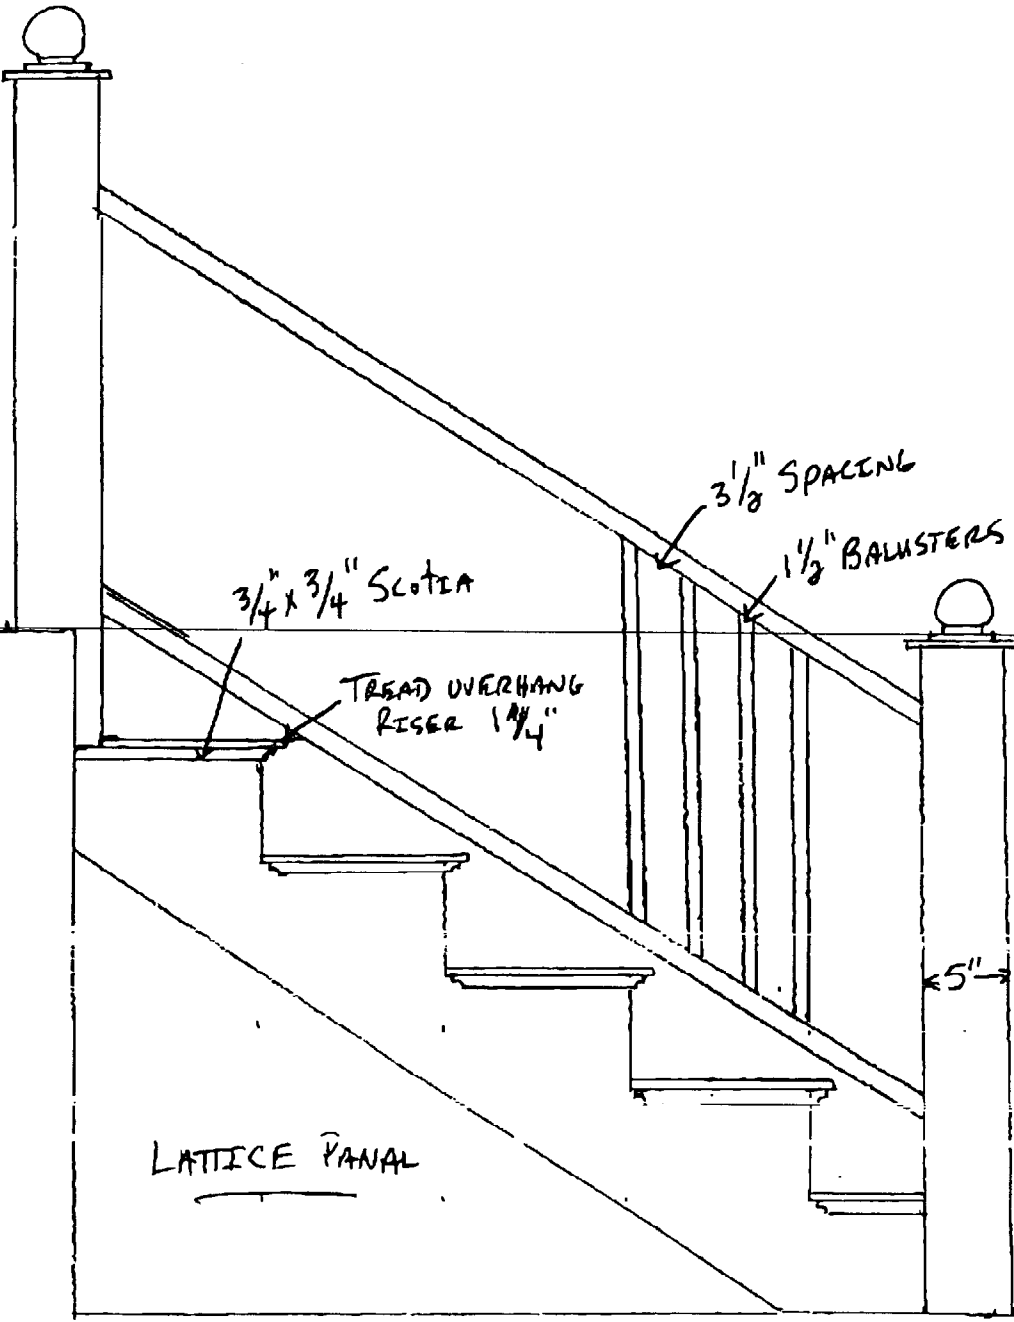 3 1/2" SPACING
1 1/2" BALUSTERS
3/4" x 3/4" SCOTIA
TREAD OVERHANG
RISER 1 1/4"
5"
LATTICE PANAL